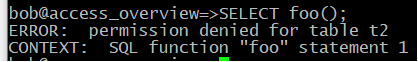 bob@access_overview=>SELECT foo();
ERROR:  permission denied for table t2
CONTEXT:  SQL function "foo" statement 1